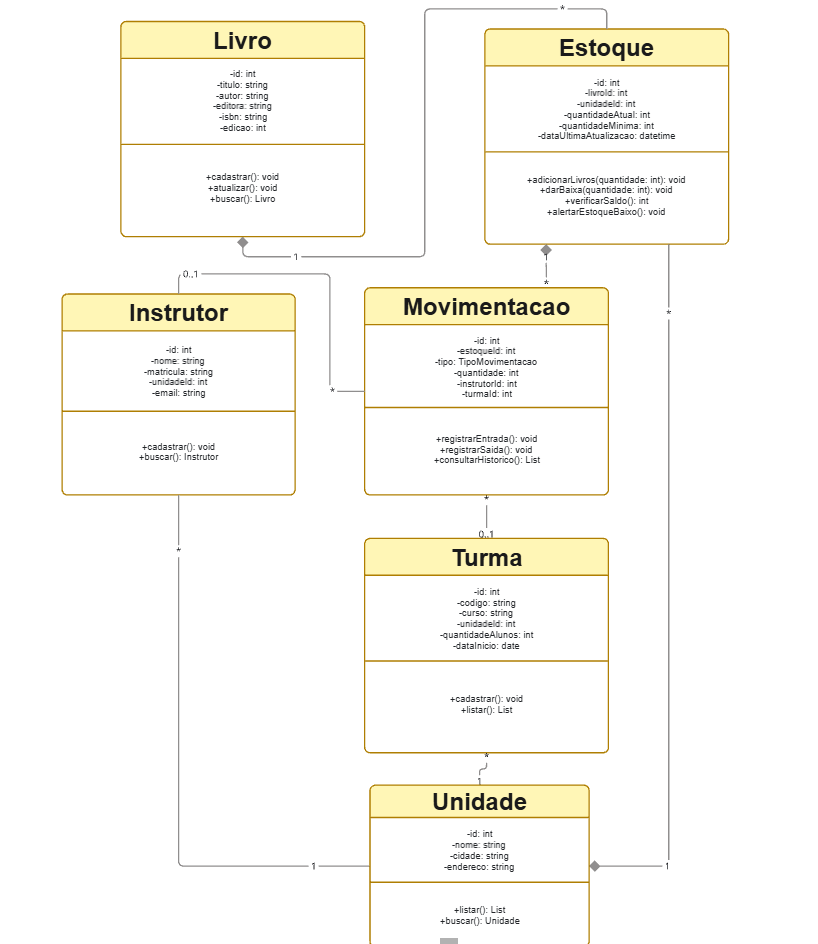 *
Livro
-id: int
-titulo: string
-autor: string
-editora: string
-isbn: string
-edicao: int
+cadastrar(): void
+atualizar(): void
+buscar(): Livro
Estoque
-id: int
-livroId: int
-unidadeId: int
-quantidadeAtual: int
-quantidadeMinima: int
-dataUltimaAtualizacao: datetime
+adicionarLivros(quantidade: int): void
+darBaixa(quantidade: int): void
+verificarSaldo(): int
+alertarEstoqueBaixo(): void
1
1
*
0..1
*
Instrutor
-id: int
-nome: string
-matricula: string
-unidadeId: int
-email: string
+cadastrar(): void
+buscar(): Instrutor
*
Movimentacao
-id: int
-estoqueId: int
-tipo: TipoMovimentacao
-quantidade: int
-instrutorId: int
-turmaId: int
+registrarEntrada(): void
+registrarSaida(): void
+consultarHistorico(): List
*
0..1
*
Turma
-id: int
-codigo: string
-curso: string
-unidadeId: int
-quantidadeAlunos: int
-dataInicio: date
+cadastrar(): void
+listar(): List
*
1
Unidade
-id: int
-nome: string
-cidade: string
-endereco: string
+listar(): List
+buscar(): Unidade
1
1